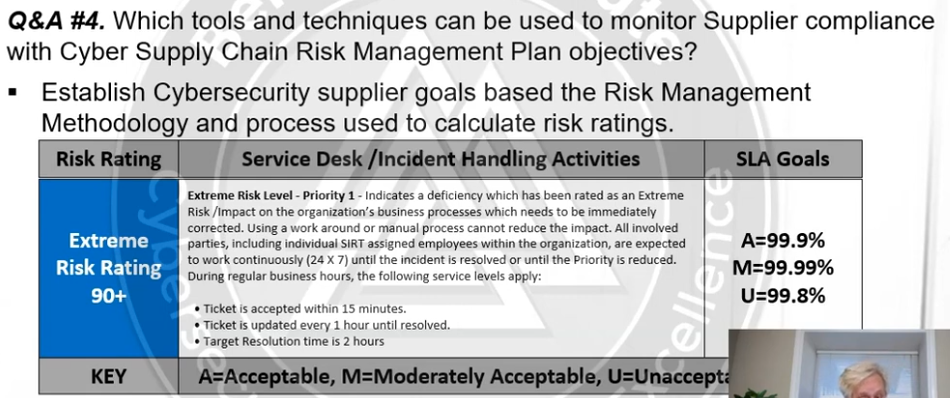 Q&A #4. Which tools and techniques can be used to monitor Supplier compliance
with Cyber Supply Chain Risk Management Plan objectives?
▪ Establish Cybersecurity supplier goals based the Risk Management
Methodology and process used to calculate risk ratings.
Risk Rating
Service Desk /Incident Handling Activities
SLA Goals
Extreme
Risk Rating
90+
Extreme Risk Level - Priority 1 - Indicates a deficiency which has been rated as an Extreme
Risk /Impact on the organization's business processes which needs to be immediately
corrected. Using a work around or manual process cannot reduce the impact. All involved
parties, including individual SIRT assigned employees within the organization, are expected
to work continuously (24 X 7) until the incident is resolved or until the Priority is reduced.
During regular business hours, the following service levels apply:
• Ticket is accepted within 15 minutes.
• Ticket is updated every 1 hour until resolved.
• Target Resolution time is 2 hours
A=99.9%
M=99.99%
U=99.8%
KEY
A=Acceptable, M=Moderately Acceptable, U=Unaccepta